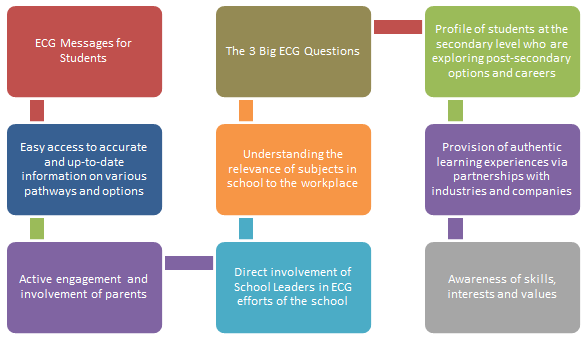 ECG Messages for
Students
Easy access to accurate
and up-to-date
information on various
pathways and options
Active engagement and
involvement of parents
Direct involvement of
School Leaders in ECG
efforts of the school
Understanding the
relevance of subjects in
school to the workplace
The 3 Big ECG Questions
Profile of students at the
secondary level who are
exploring post-secondary
options and careers
Provision of authentic
learning experiences via
partnerships with
industries and companies
Awareness of skills,
interests and values